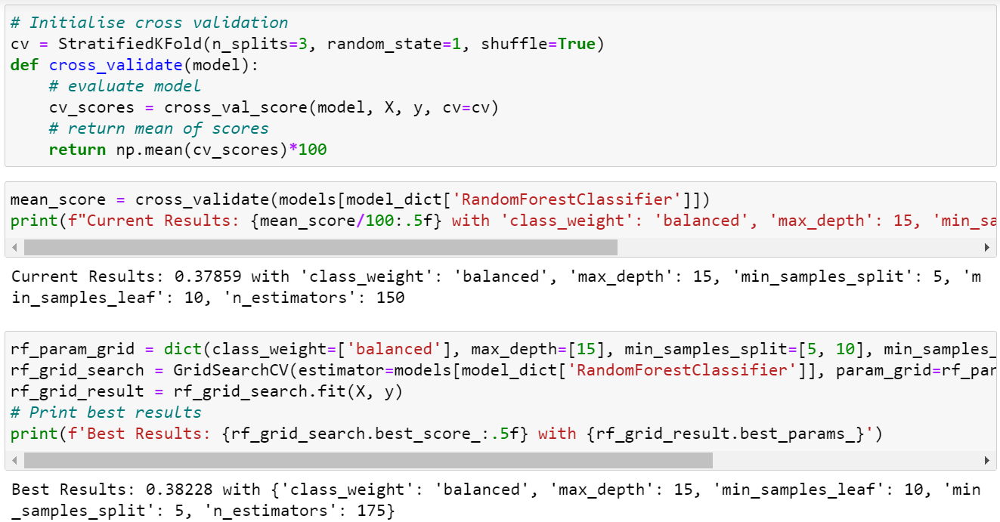 # Initialise cross validation
cv = StratifiedKFold(n_splits=3, random_state=1, shuffle=True)
def cross_validate(model):
    # evaluate model
    cv_scores = cross_val_score(model, X, y, cv=cv)
    # return mean of scores
    return np.mean(cv_scores)*100
mean_score = cross_validate(models[model_dict['RandomForestClassifier']])
print(f"Current Results: {mean_score/100:.5f} with 'class_weight': 'balanced', 'max_depth': 15, 'min_sa
Current Results: 0.37859 with 'class_weight': 'balanced', 'max_depth': 15, 'min_samples_split': 5, 'm
in_samples_leaf': 10, 'n_estimators': 150
rf_param_grid = dict(class_weight=['balanced'], max_depth=[15], min_samples_split=[5, 10], min_samples_
rf_grid_search = GridSearchCV(estimator=models[model_dict['RandomForestClassifier']], param_grid=rf_par
rf_grid_result = rf_grid_search.fit(X, y)
# Print best results
print(f'Best Results: {rf_grid_search.best_score_:.5f} with {rf_grid_result.best_params_}')
Best Results: 0.38228 with {'class_weight': 'balanced', 'max_depth': 15, 'min_samples_leaf': 10, 'min
_samples_split': 5, 'n_estimators': 175}